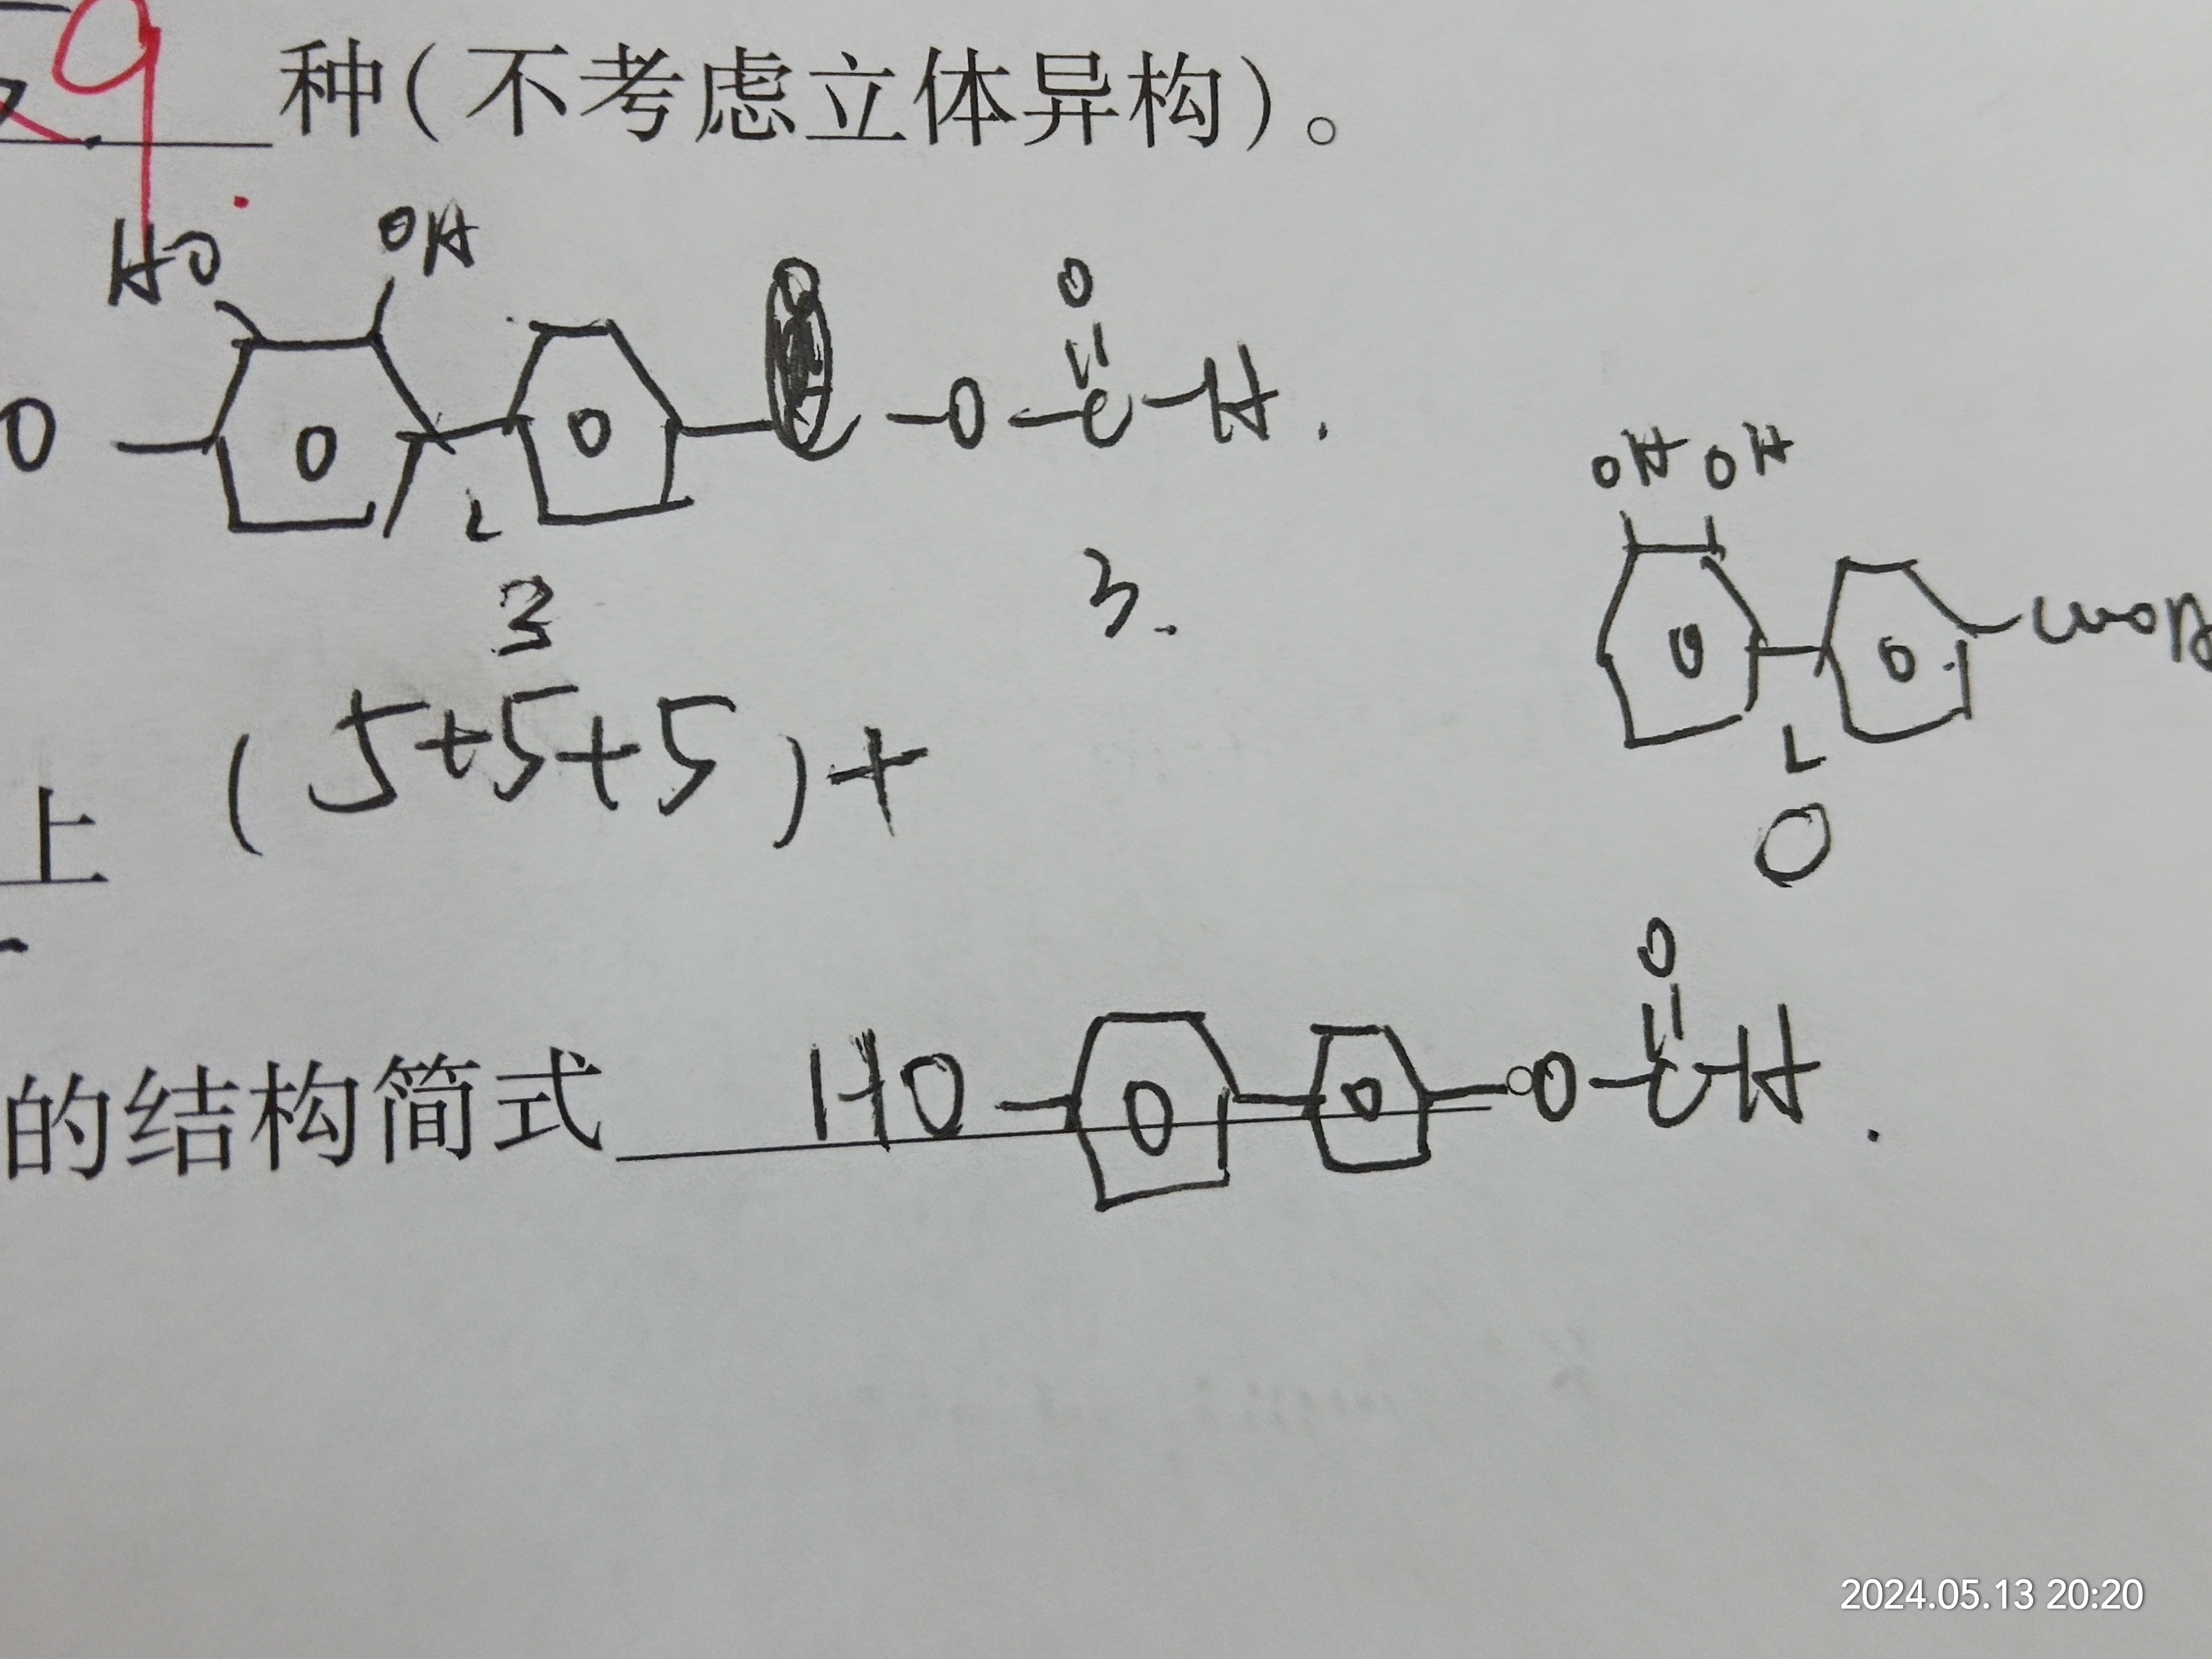 9 种(不考虑立体异构)。
HO OH
O O O O C O H.
OH OH
O O COOH
3 3.
(5+5+5)+
上
的结构简式 HO O O O C O H.
2024.05.13 20:20